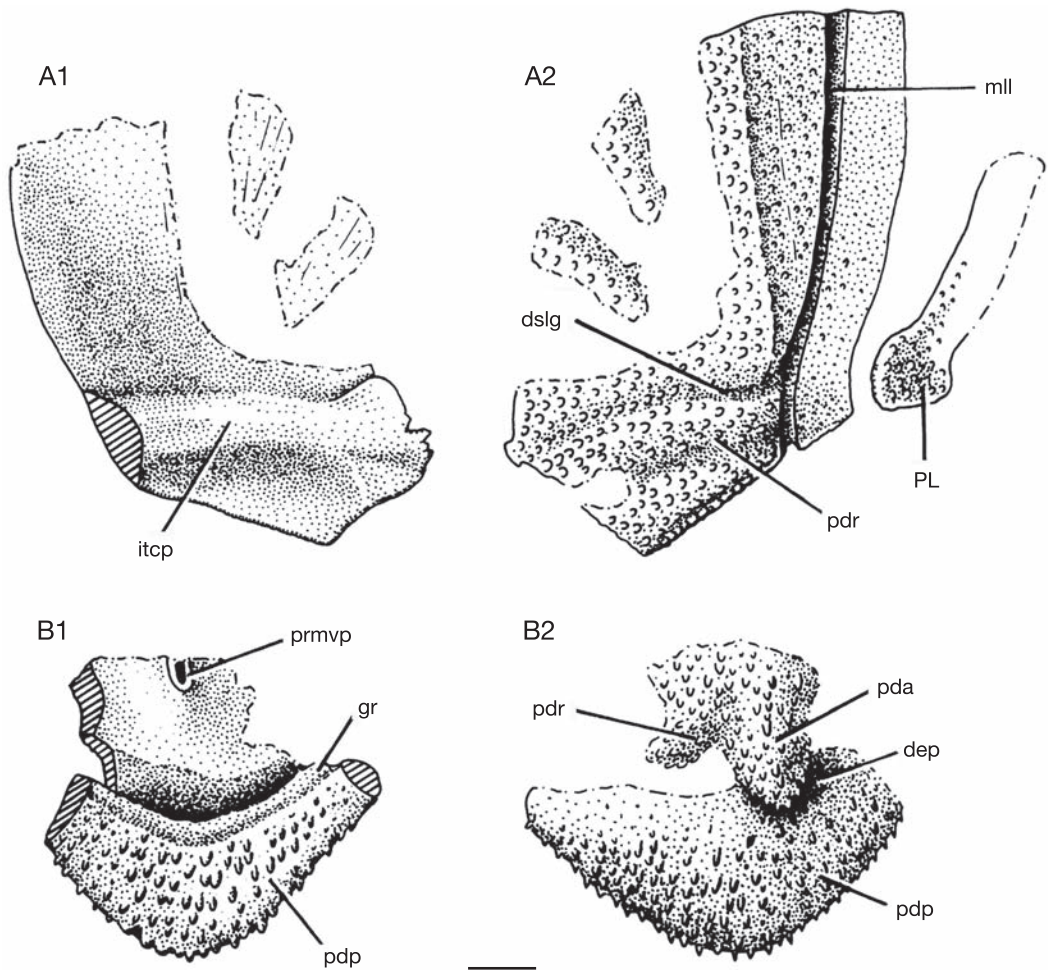 A1
A2
mll
dslg
PL
pdr
itcp
B1
B2
prmvp
gr
pdr
pda
dep
pdp
pdp